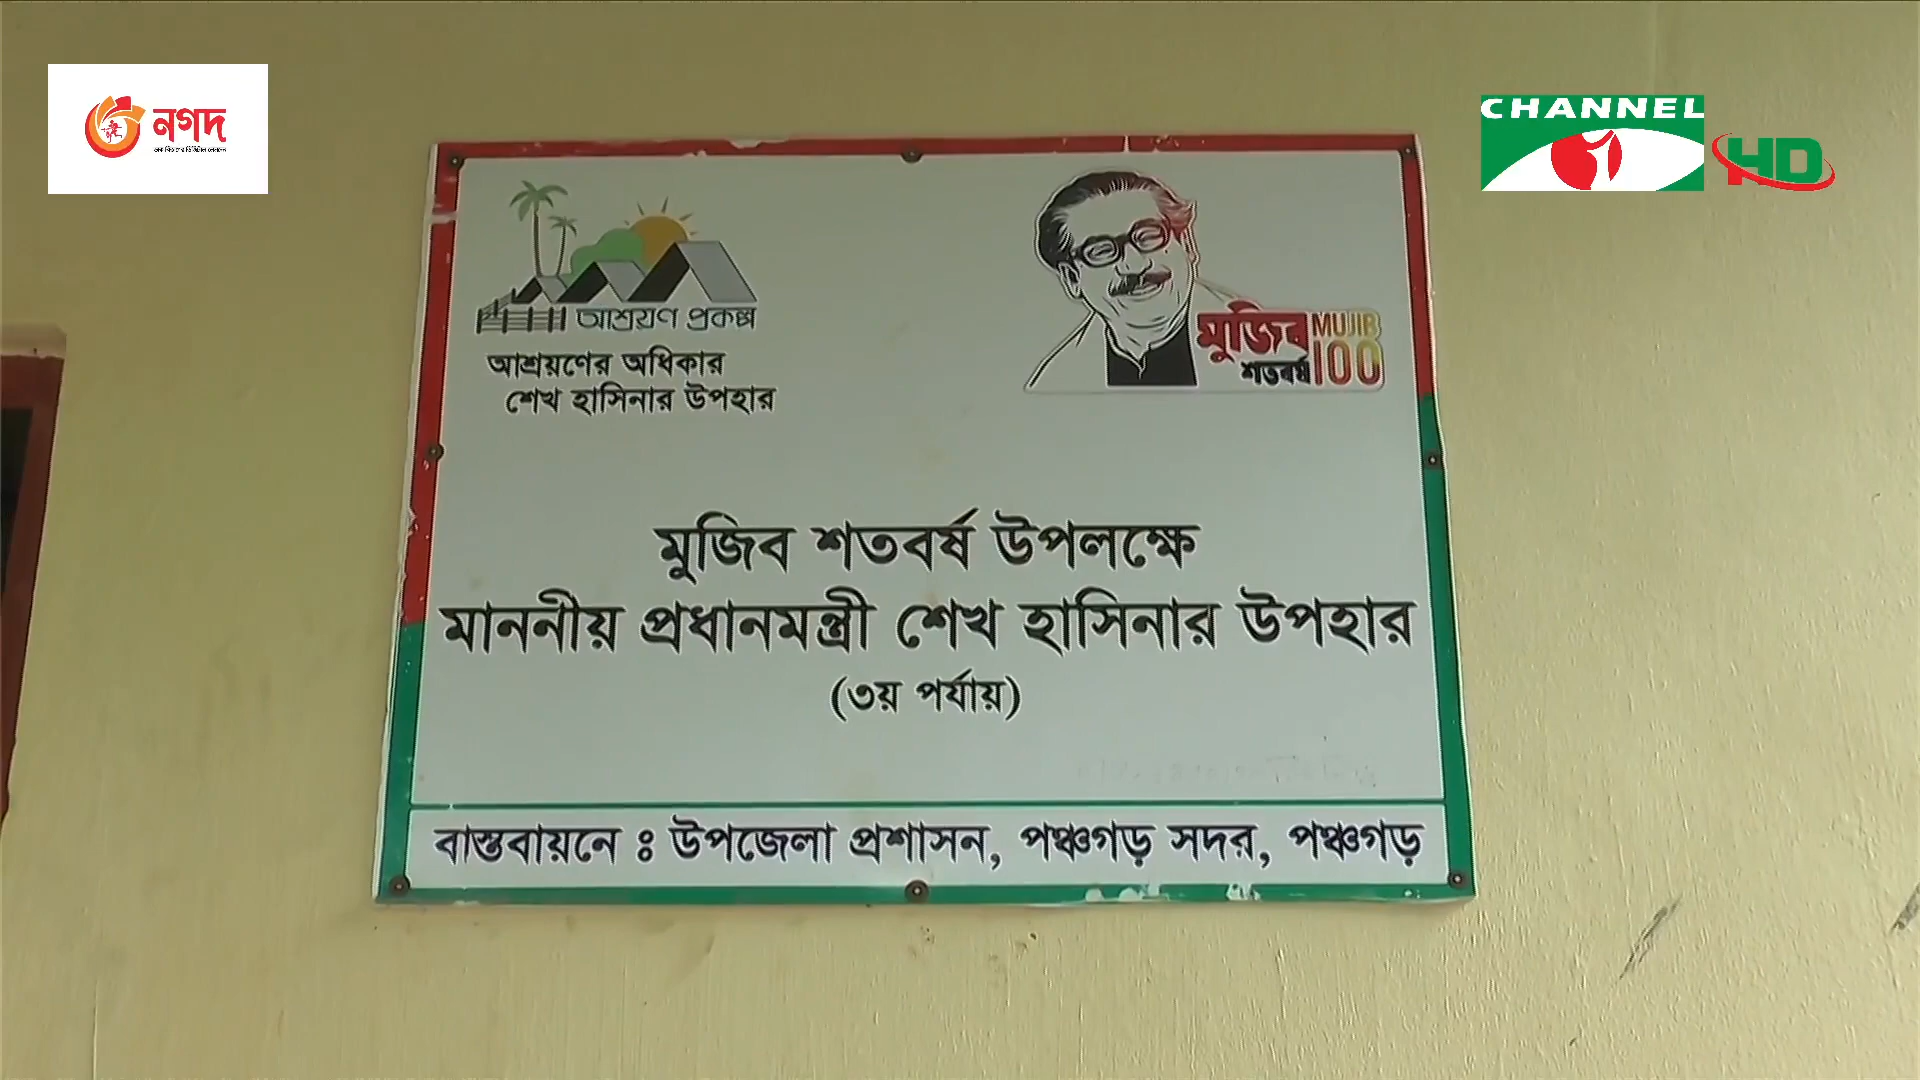 নগদ
CHANNEL
HD
আশ্রয়ণ প্রকল্প
আশ্রয়ণের অধিকার
শেখ হাসিনার উপহার
মুজিব MUJIB
শতবর্ষ 100
মুজিব শতবর্ষ উপলক্ষে
মাননীয় প্রধানমন্ত্রী শেখ হাসিনার উপহার
(৩য় পর্যায়)
বাস্তবায়নে ঃ উপজেলা প্রশাসন, পঞ্চগড় সদর, পঞ্চগড়